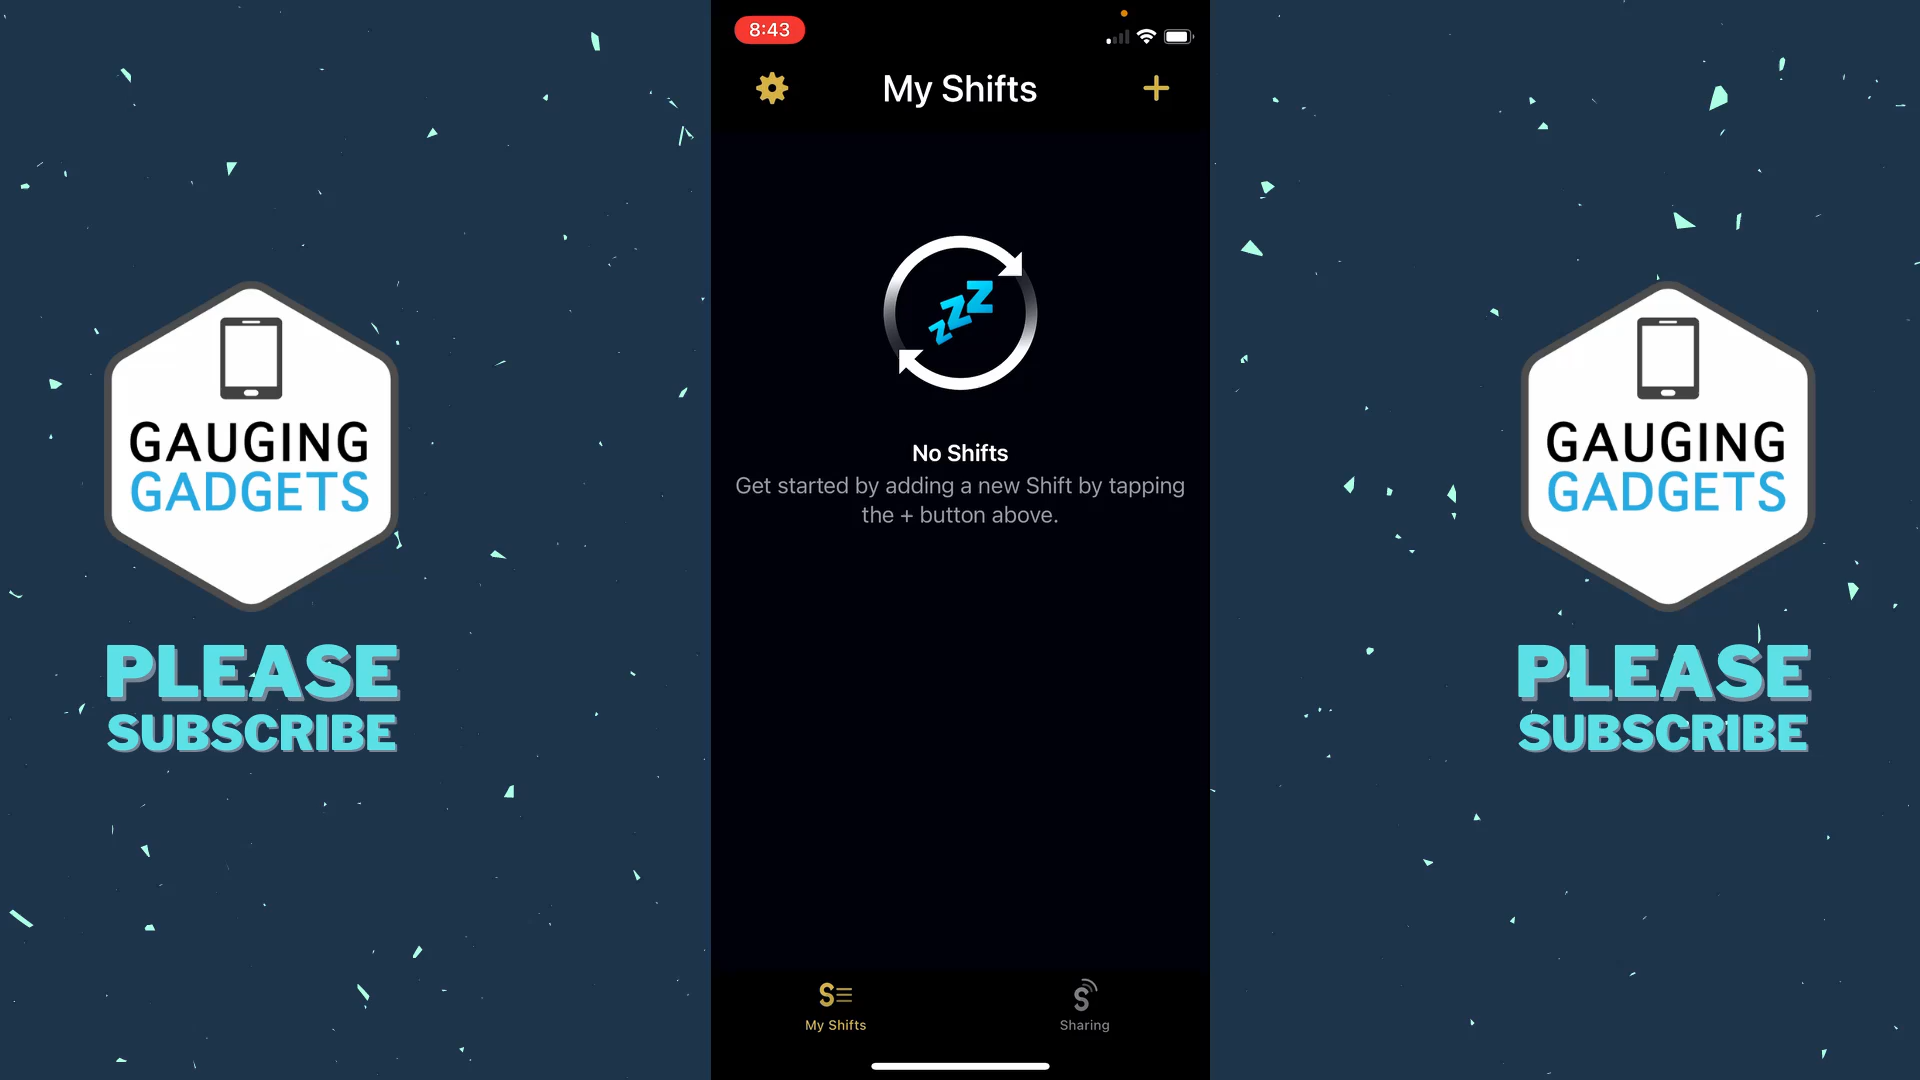 8:43
My Shifts
zzz
No Shifts
Get started by adding a new Shift by tapping
the + button above.
S My Shifts
S Sharing
GAUGING
GADGETS
PLEASE
SUBSCRIBE
GAUGING
GADGETS
PLEASE
SUBSCRIBE